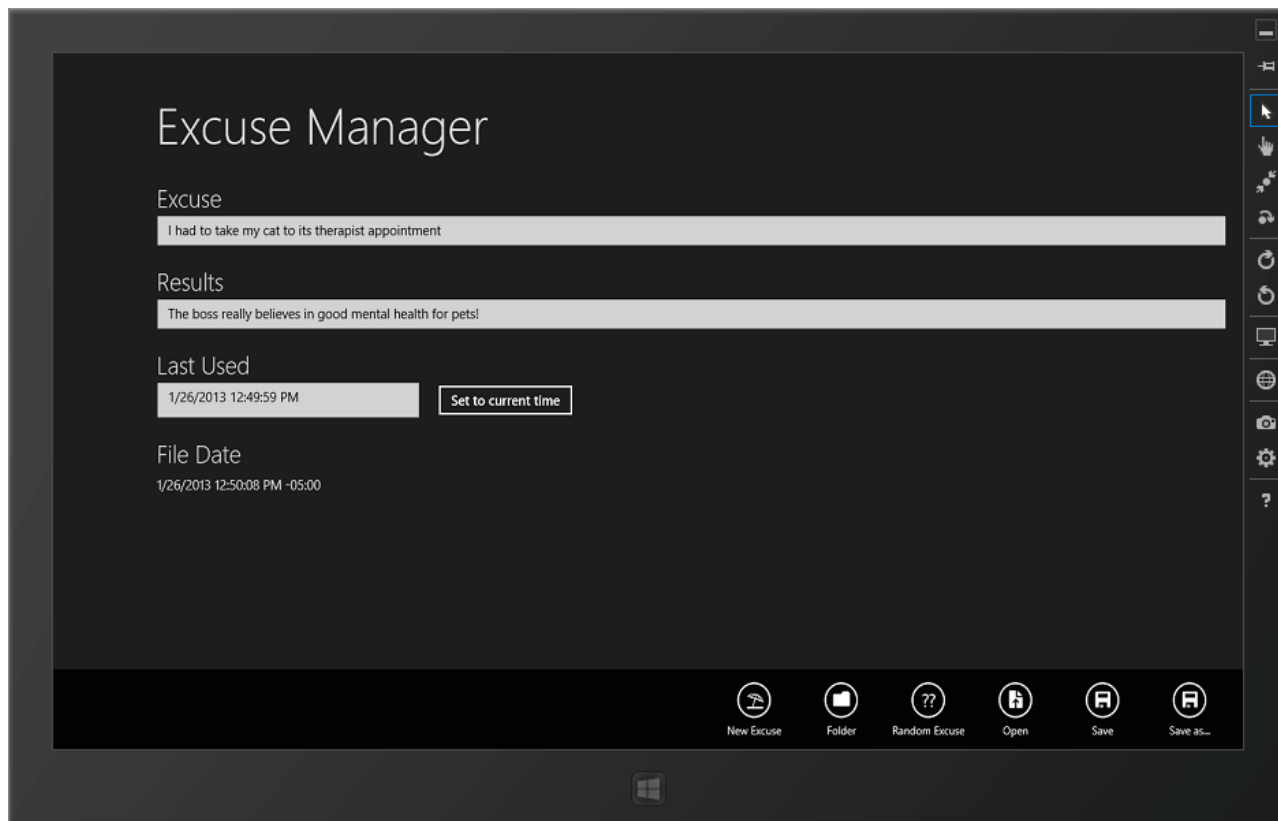 Excuse Manager
Excuse
I had to take my cat to its therapist appointment
Results
The boss really believes in good mental health for pets!
Last Used
1/26/2013 12:49:59 PM
Set to current time
File Date
1/26/2013 12:50:08 PM -05:00
??
New Excuse
Folder
Random Excuse
Open
Save
Save as...
?